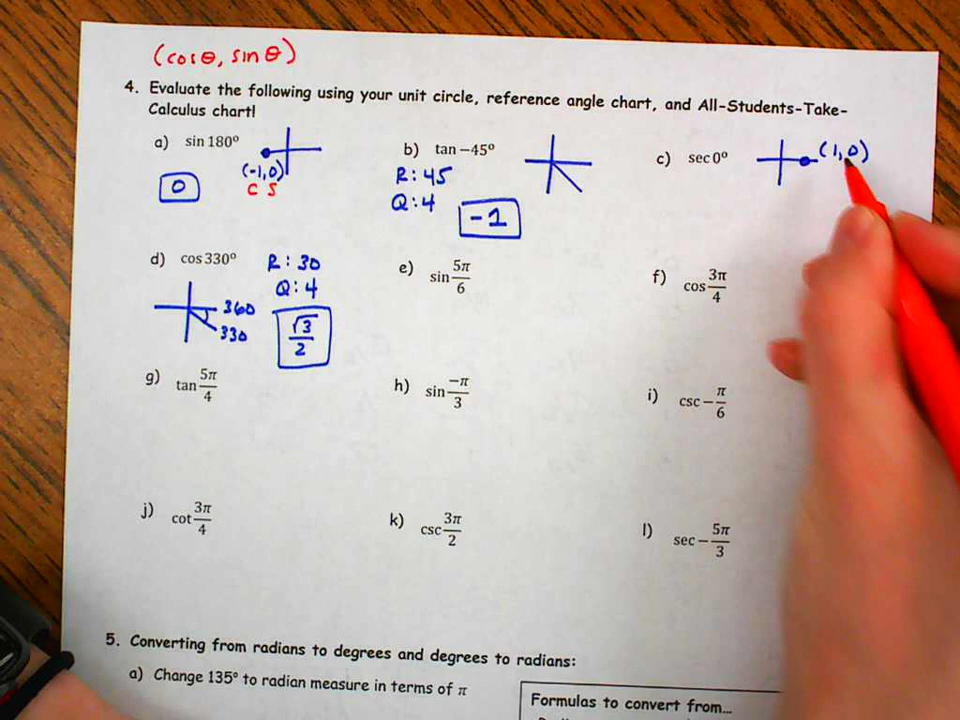 (cosθ, sinθ)
4. Evaluate the following using your unit circle, reference angle chart, and All-Students-Take-
Calculus chart!
a) sin 180°
(-1,0)
C S
0
b) tan −45°
R: 45
Q: 4
-1
c) sec 0°
(1,0)
d) cos 330°
R: 30
Q: 4
360
330
√3/2
e) sin 5π/6
f) cos 3π/4
g) tan 5π/4
h) sin −π/3
i) csc − π/6
j) cot 3π/4
k) csc 3π/2
l) sec − 5π/3
5. Converting from radians to degrees and degrees to radians:
a) Change 135° to radian measure in terms of π
Formulas to convert from...